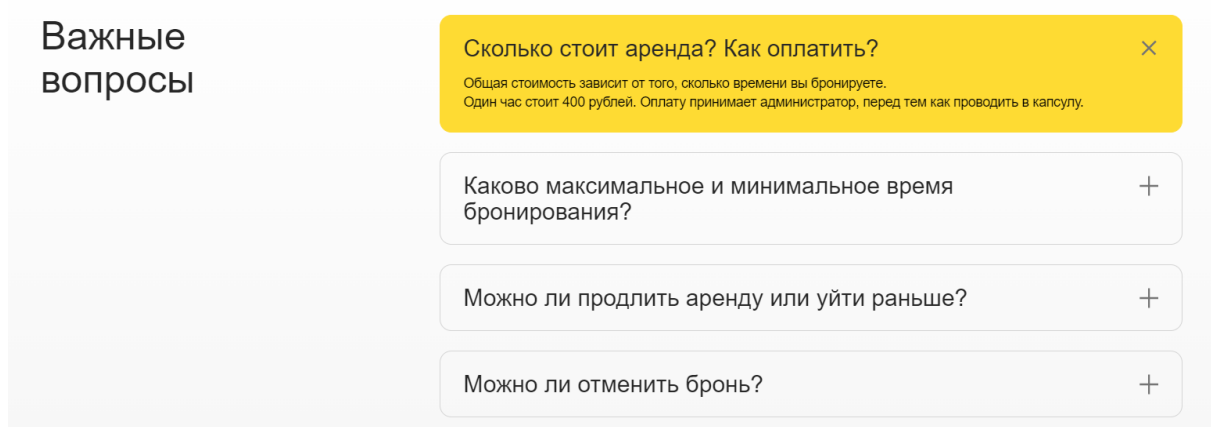 Важные
вопросы
Сколько стоит аренда? Как оплатить?
Общая стоимость зависит от того, сколько времени вы бронируете.
Один час стоит 400 рублей. Оплату принимает администратор, перед тем как проводить в капсулу.
Каково максимальное и минимальное время
бронирования?
Можно ли продлить аренду или уйти раньше?
Можно ли отменить бронь?